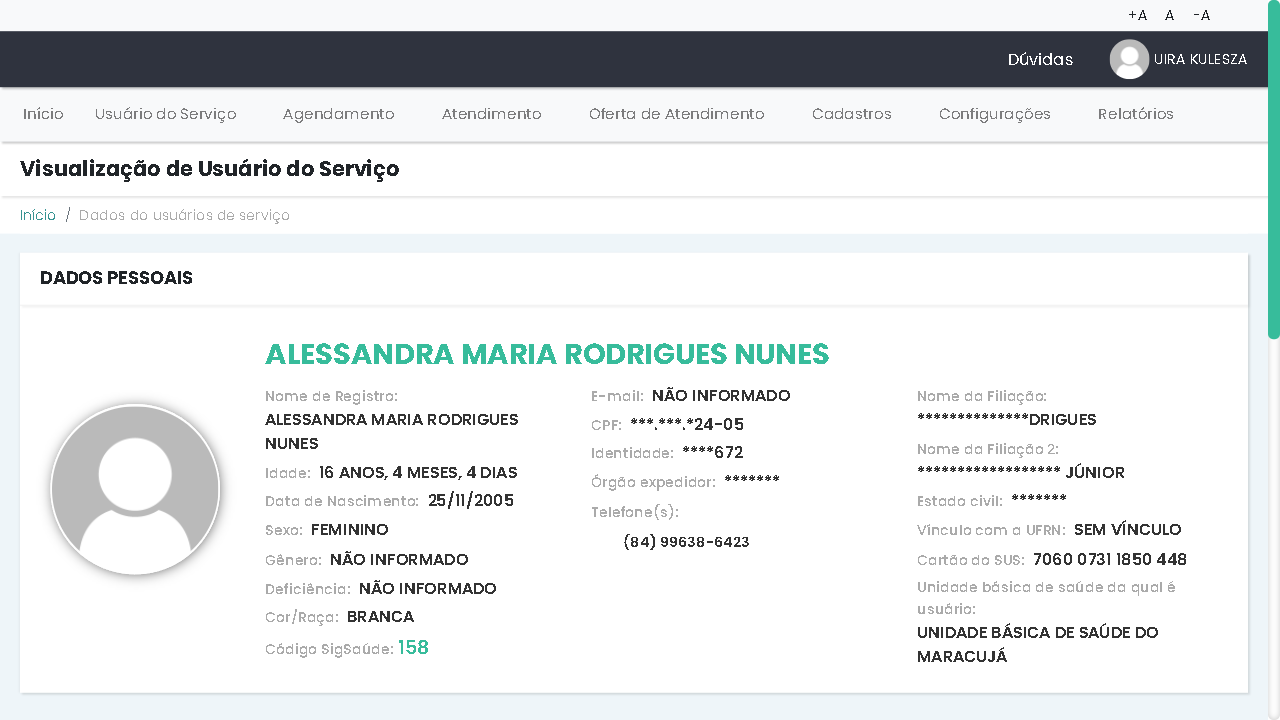 +A A -A
Dúvidas UIRA KULESZA
Início Usuário do Serviço Agendamento Atendimento Oferta de Atendimento Cadastros Configurações Relatórios
Visualização de Usuário do Serviço
Início / Dados do usuários de serviço
DADOS PESSOAIS
ALESSANDRA MARIA RODRIGUES NUNES
Nome de Registro:
ALESSANDRA MARIA RODRIGUES
NUNES
Idade: 16 ANOS, 4 MESES, 4 DIAS
Data de Nascimento: 25/11/2005
Sexo: FEMININO
Gênero: NÃO INFORMADO
Deficiência: NÃO INFORMADO
Cor/Raça: BRANCA
Código SigSaúde: 158
E-mail: NÃO INFORMADO
CPF: ***.***.*24-05
Identidade: ****672
Órgão expedidor: *******
Telefone(s):
(84) 99638-6423
Nome da Filiação:
**************DRIGUES
Nome da Filiação 2:
****************** JÚNIOR
Estado civil: *******
Vínculo com a UFRN: SEM VÍNCULO
Cartão do SUS: 7060 0731 1850 448
Unidade básica de saúde da qual é
usuário:
UNIDADE BÁSICA DE SAÚDE DO
MARACUJÁ